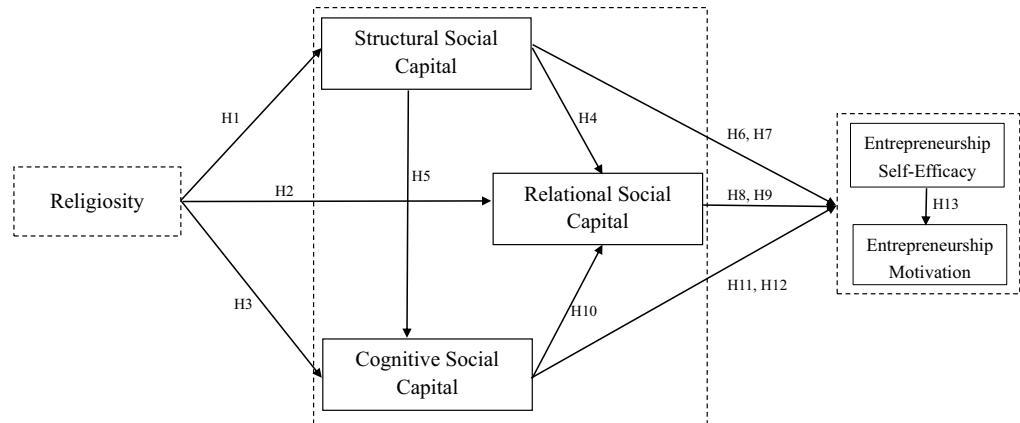 Structural Social
Capital
H1
H4
H6, H7
Entrepreneurship
Self-Efficacy
Religiosity
H2
H5
Relational Social
Capital
H8, H9
H13
Entrepreneurship
Motivation
H3
H10
H11, H12
Cognitive Social
Capital